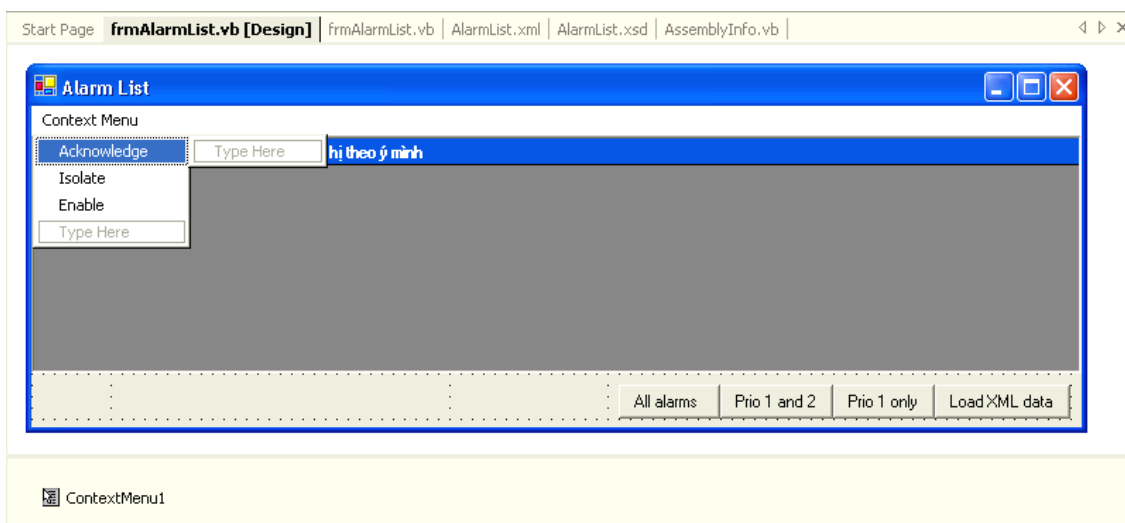 Start Page frmAlarmList.vb [Design] frmAlarmList.vb AlarmList.xml AlarmList.xsd AssemblyInfo.vb
Alarm List
Context Menu
Acknowledge Type Here hị theo ý mình
Isolate
Enable
Type Here
All alarms Prio 1 and 2 Prio 1 only Load XML data
ContextMenu1